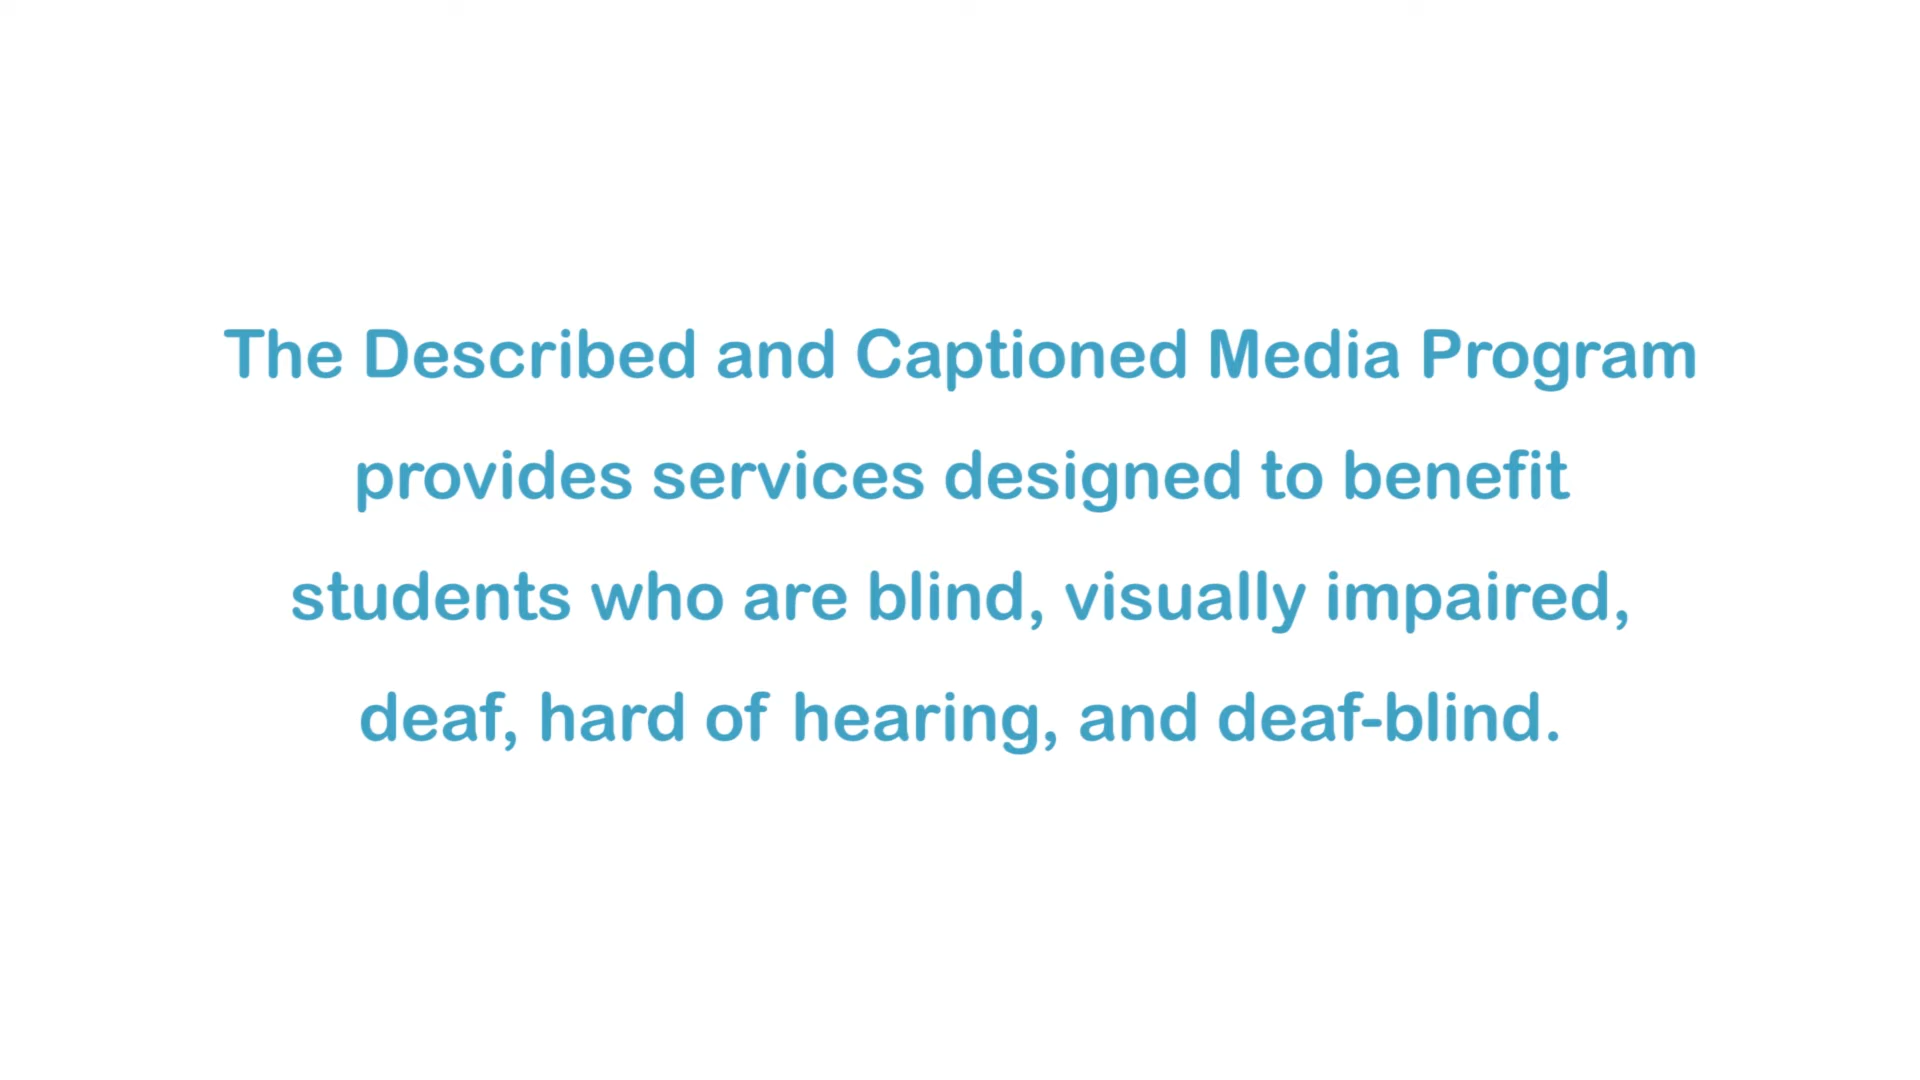 The Described and Captioned Media Program
provides services designed to benefit
students who are blind, visually impaired,
deaf, hard of hearing, and deaf-blind.